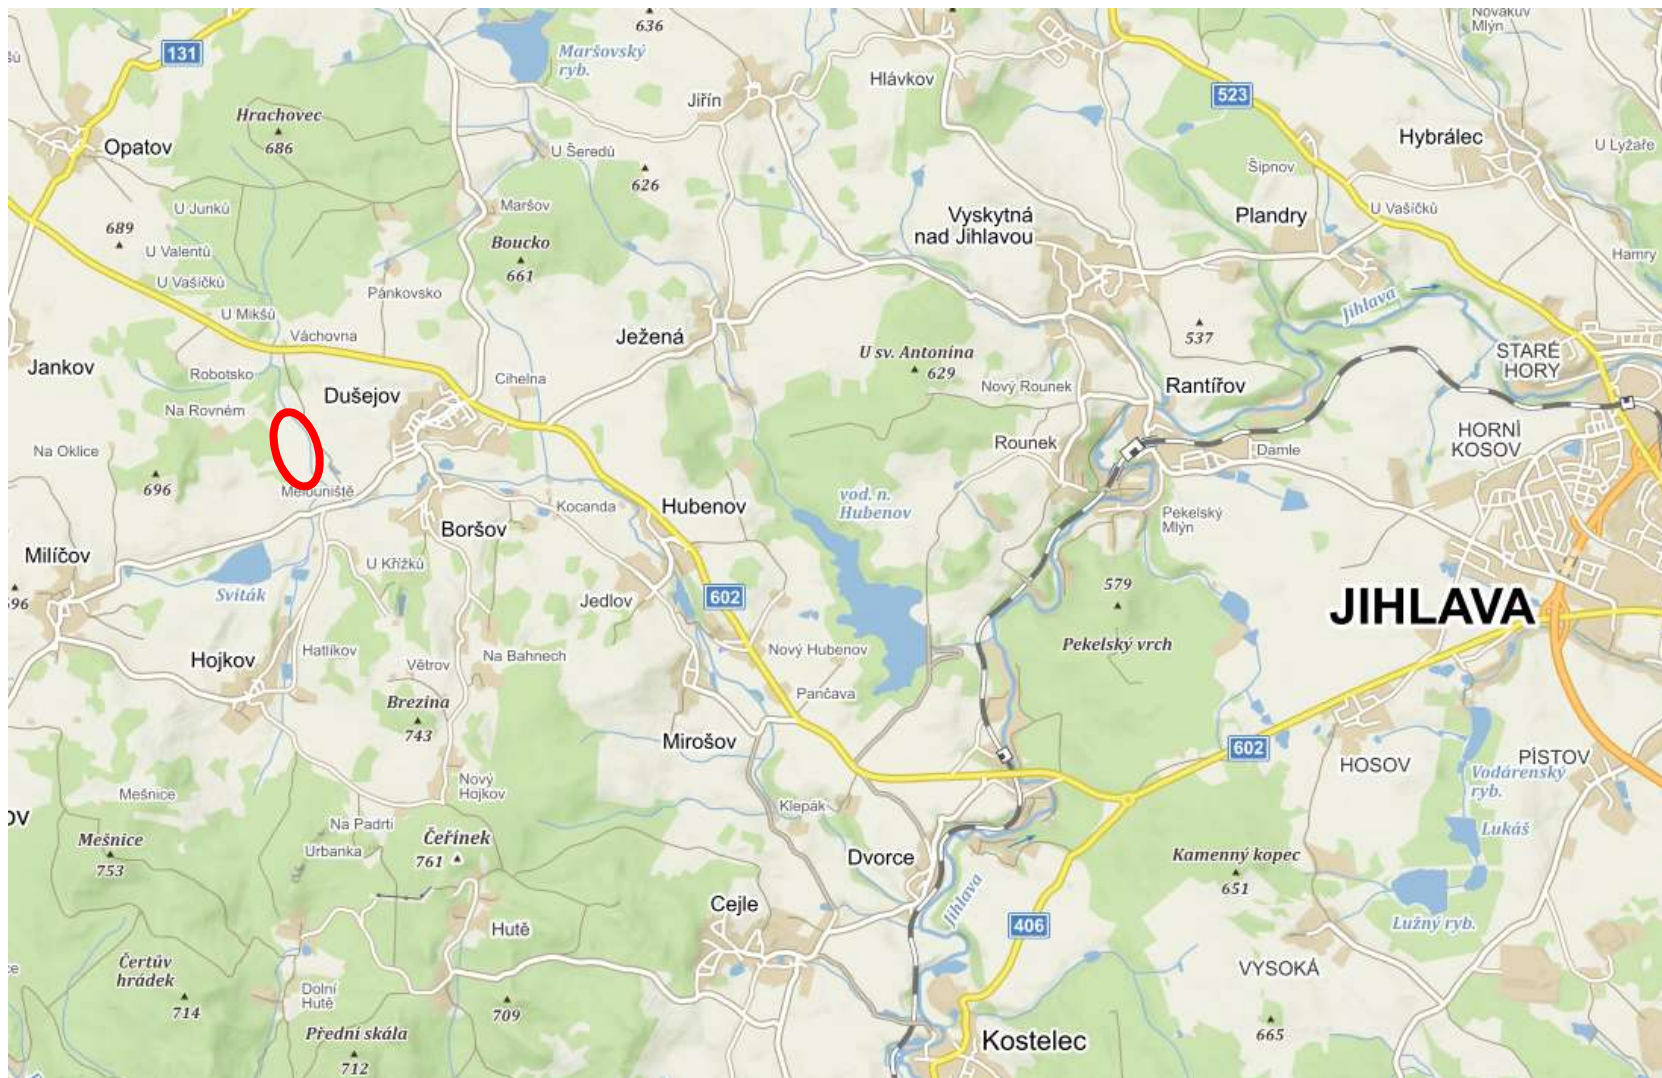 636
Novákův
Mlýn
131
Maršovský
ryb.
Hlávkov
Jiřín
523
Hrachovec
686
Opatov
Hybrálec
U Lyžaře
U Šeredů
626
Šipnov
U Junků
Maršov
Vyskytná
nad Jihlavou
Plandry
U Vašíčků
689
U Valentů
Boucko
661
Hamry
U Vašíčků
Pánkovsko
Jihlava
U Mikšů
Váchovna
Ježená
537
STARÉ
HORY
Jankov
U sv. Antonína
629
Robotsko
Cihelna
Nový Rounek
Rantířov
Dušejov
Na Rovném
HORNÍ
KOSOV
Rounek
Damle
Na Oklice
696
Melouniště
vod. n.
Hubenov
Kocanda
Hubenov
Pekelský
Mlýn
Boršov
Milíčov
U Křížků
579
Sviták
Jedlov
602
JIHLAVA
Pekelský vrch
Hojkov
Hatlíkov
Větrov
Na Bahnech
Nový Hubenov
Brezina
743
Pančava
Mirošov
602
HOSOV
PÍSTOV
Vodárenský
ryb.
Nový
Hojkov
Mešnice
Klepák
Na Padrti
Lukáš
Mešnice
753
Urbanka
Čeřínek
761
Dvorce
Kamenný kopec
651
Jihlava
Cejle
406
Lužný ryb.
Hutě
Čertův
hrádek
714
VYSOKÁ
Dolní
Hutě
709
Přední skála
712
Kostelec
665